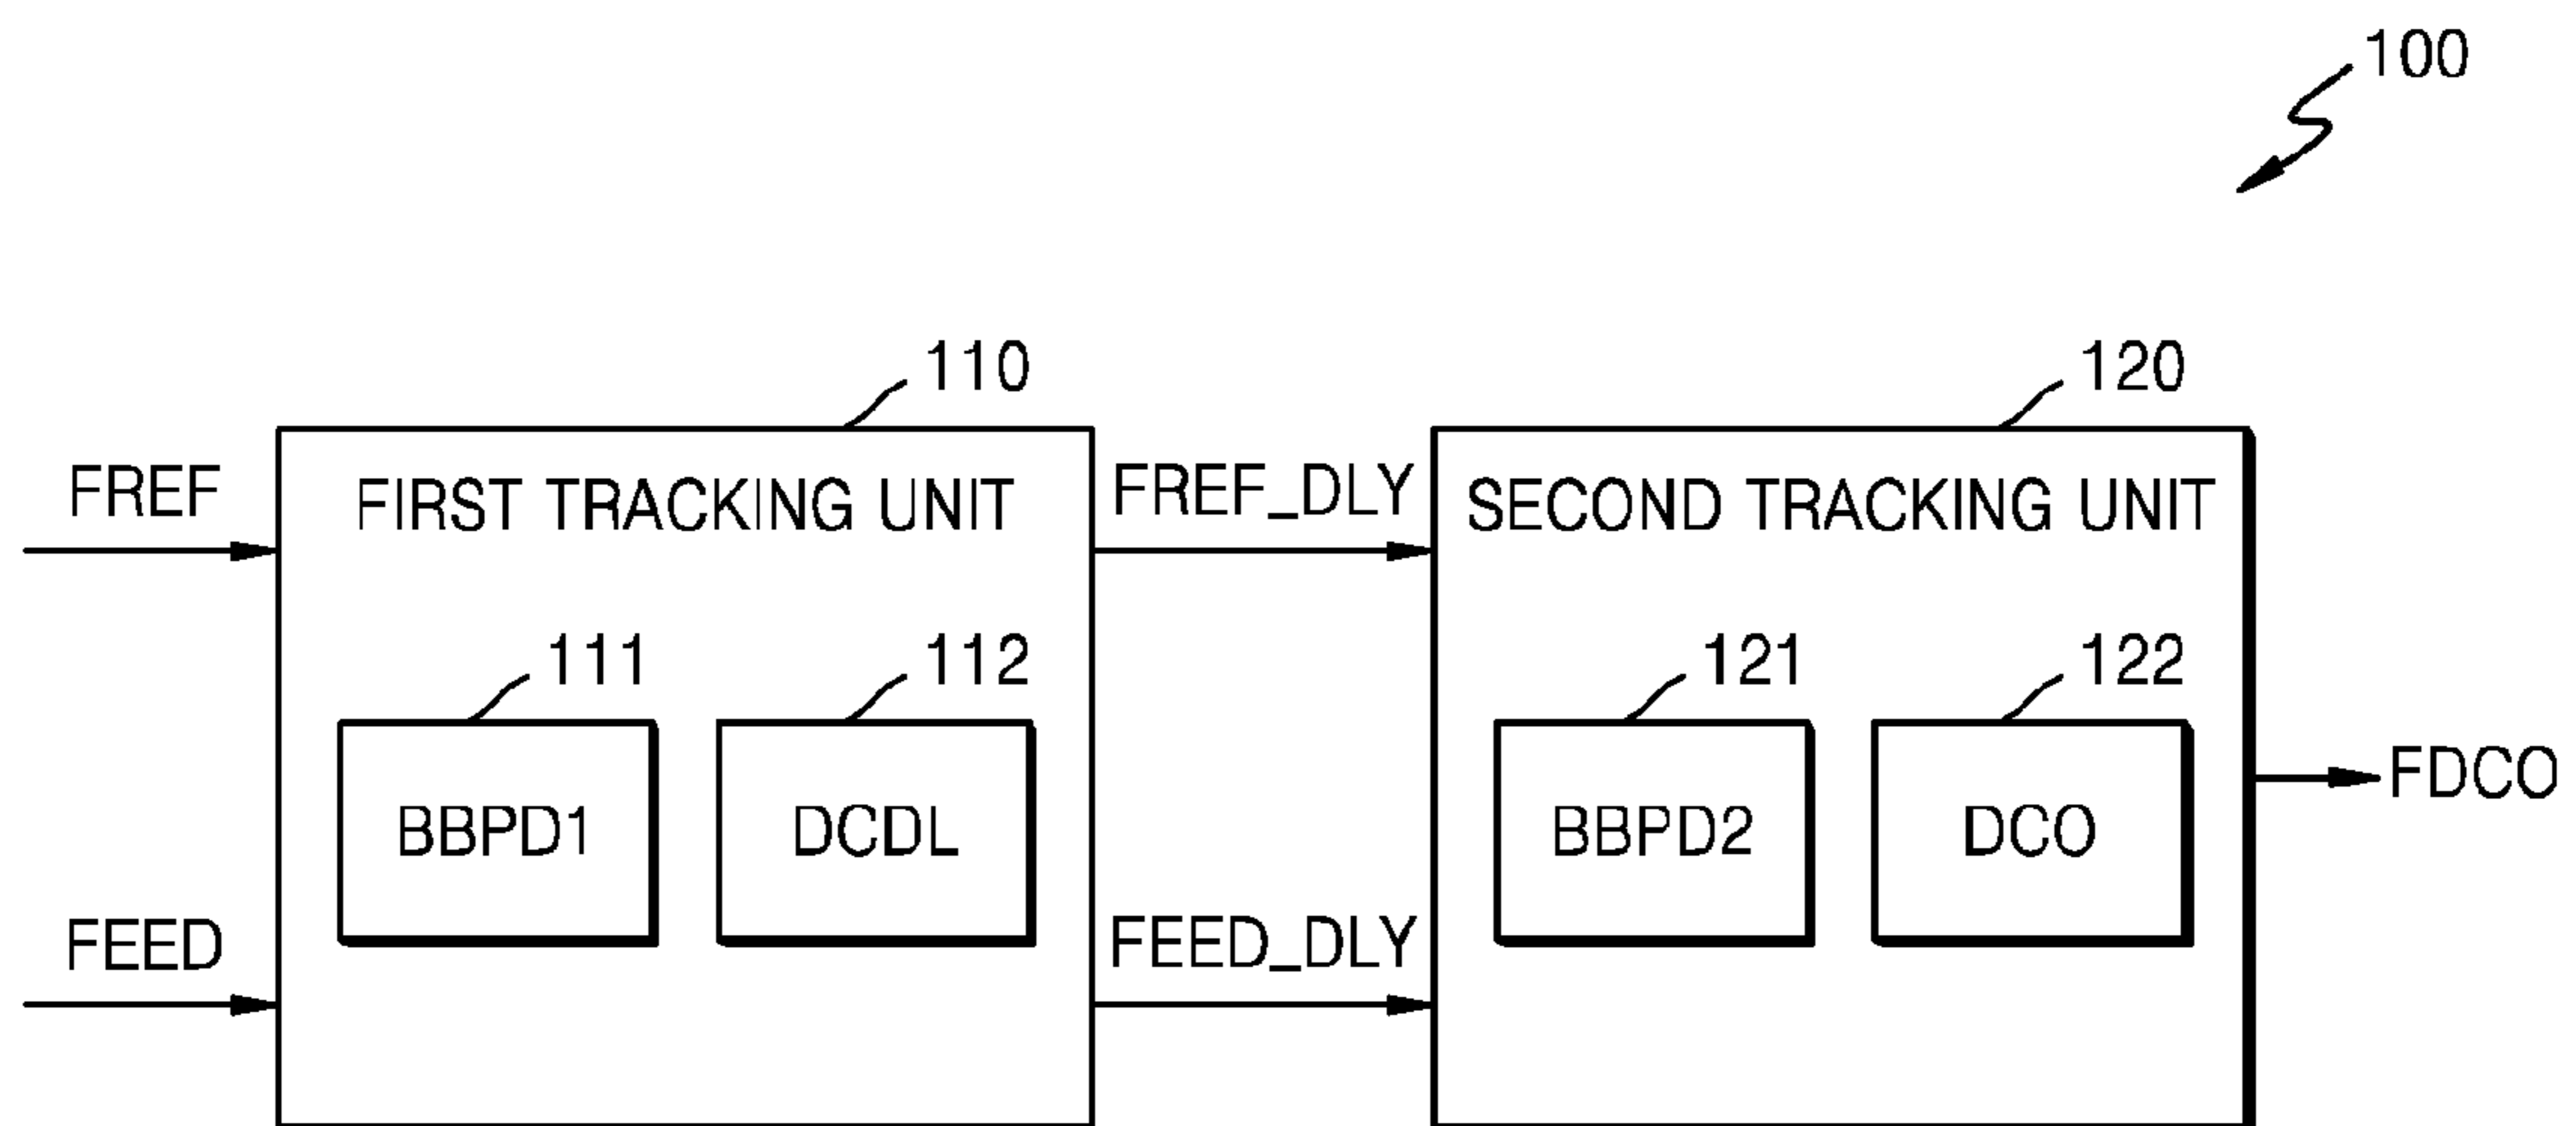 100
110
120
FREF
FIRST TRACKING UNIT
FREF_DLY
SECOND TRACKING UNIT
111
112
121
122
BBPD1
DCDL
BBPD2
DCO
FDCO
FEED
FEED_DLY